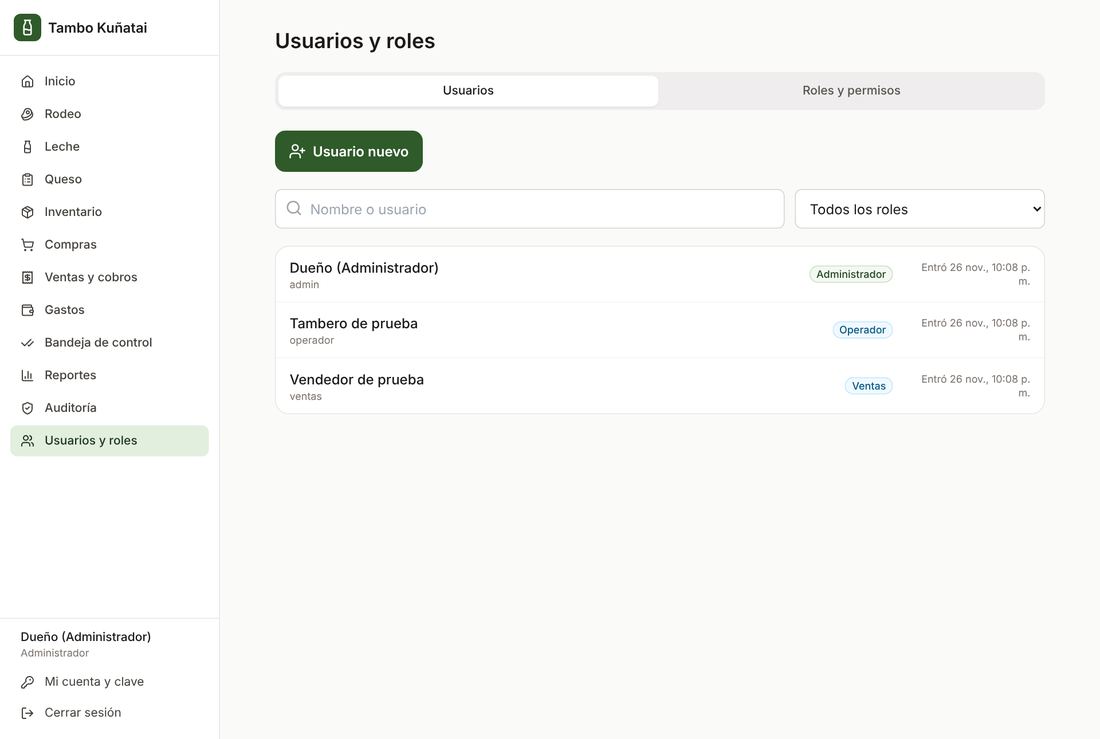 Tambo Kuñatai
Inicio
Rodeo
Leche
Queso
Inventario
Compras
Ventas y cobros
Gastos
Bandeja de control
Reportes
Auditoría
Usuarios y roles
Dueño (Administrador)
Administrador
Mi cuenta y clave
Cerrar sesión
Usuarios y roles
Usuarios
Roles y permisos
Usuario nuevo
Nombre o usuario
Todos los roles
Dueño (Administrador)
admin
Administrador
Entró 26 nov., 10:08 p.
m.
Tambero de prueba
operador
Operador
Entró 26 nov., 10:08 p.
m.
Vendedor de prueba
ventas
Ventas
Entró 26 nov., 10:08 p.
m.